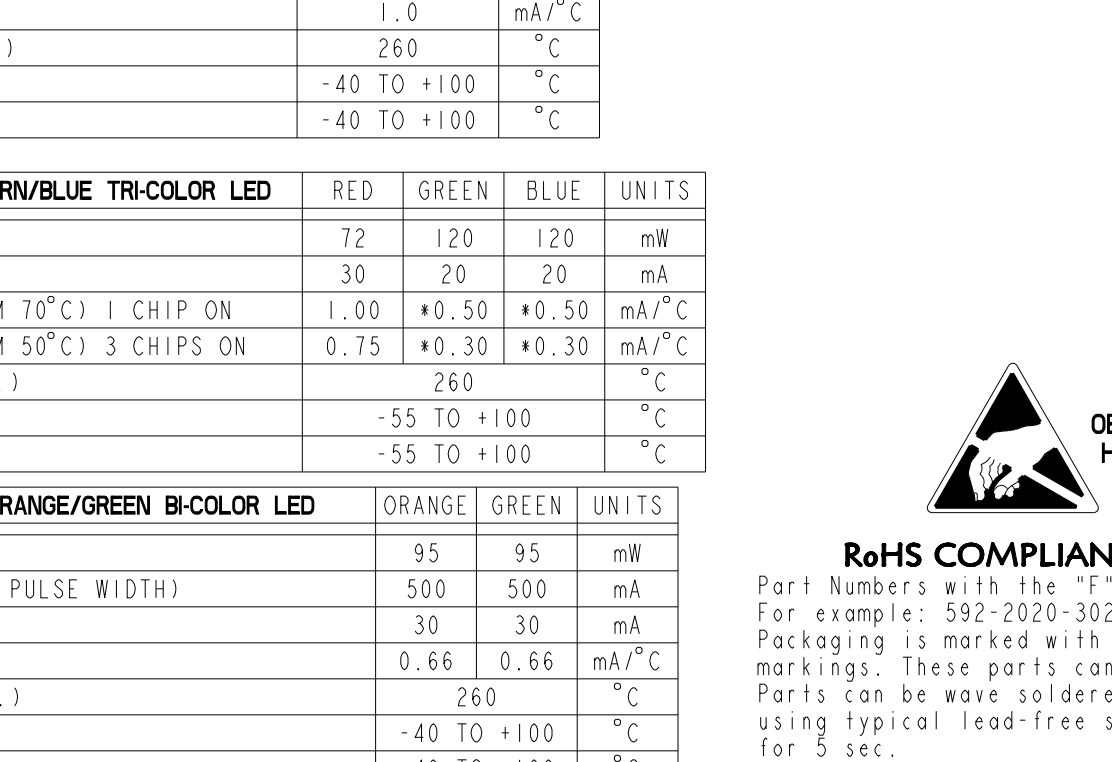 1.0 mA/°C
) 260 °C
-40 TO +100 °C
-40 TO +100 °C
RN/BLUE TRI-COLOR LED RED GREEN BLUE UNITS
72 120 120 mW
30 20 20 mA
70°C) 1 CHIP ON 1.00 *0.50 *0.50 mA/°C
50°C) 3 CHIPS ON 0.75 *0.30 *0.30 mA/°C
.) 260 °C
-55 TO +100 °C
-55 TO +100 °C
RANGE/GREEN BI-COLOR LED ORANGE GREEN UNITS
95 95 mW
PULSE WIDTH) 500 500 mA
30 30 mA
0.66 0.66 mA/°C
.) 260 °C
-40 TO +100 °C
-40 TO +100 °C
OB
H
RoHS COMPLIAN
Part Numbers with the "F"
For example: 592-2020-302
Packaging is marked with
markings. These parts can
Parts can be wave soldere
using typical lead-free s
for 5 sec.